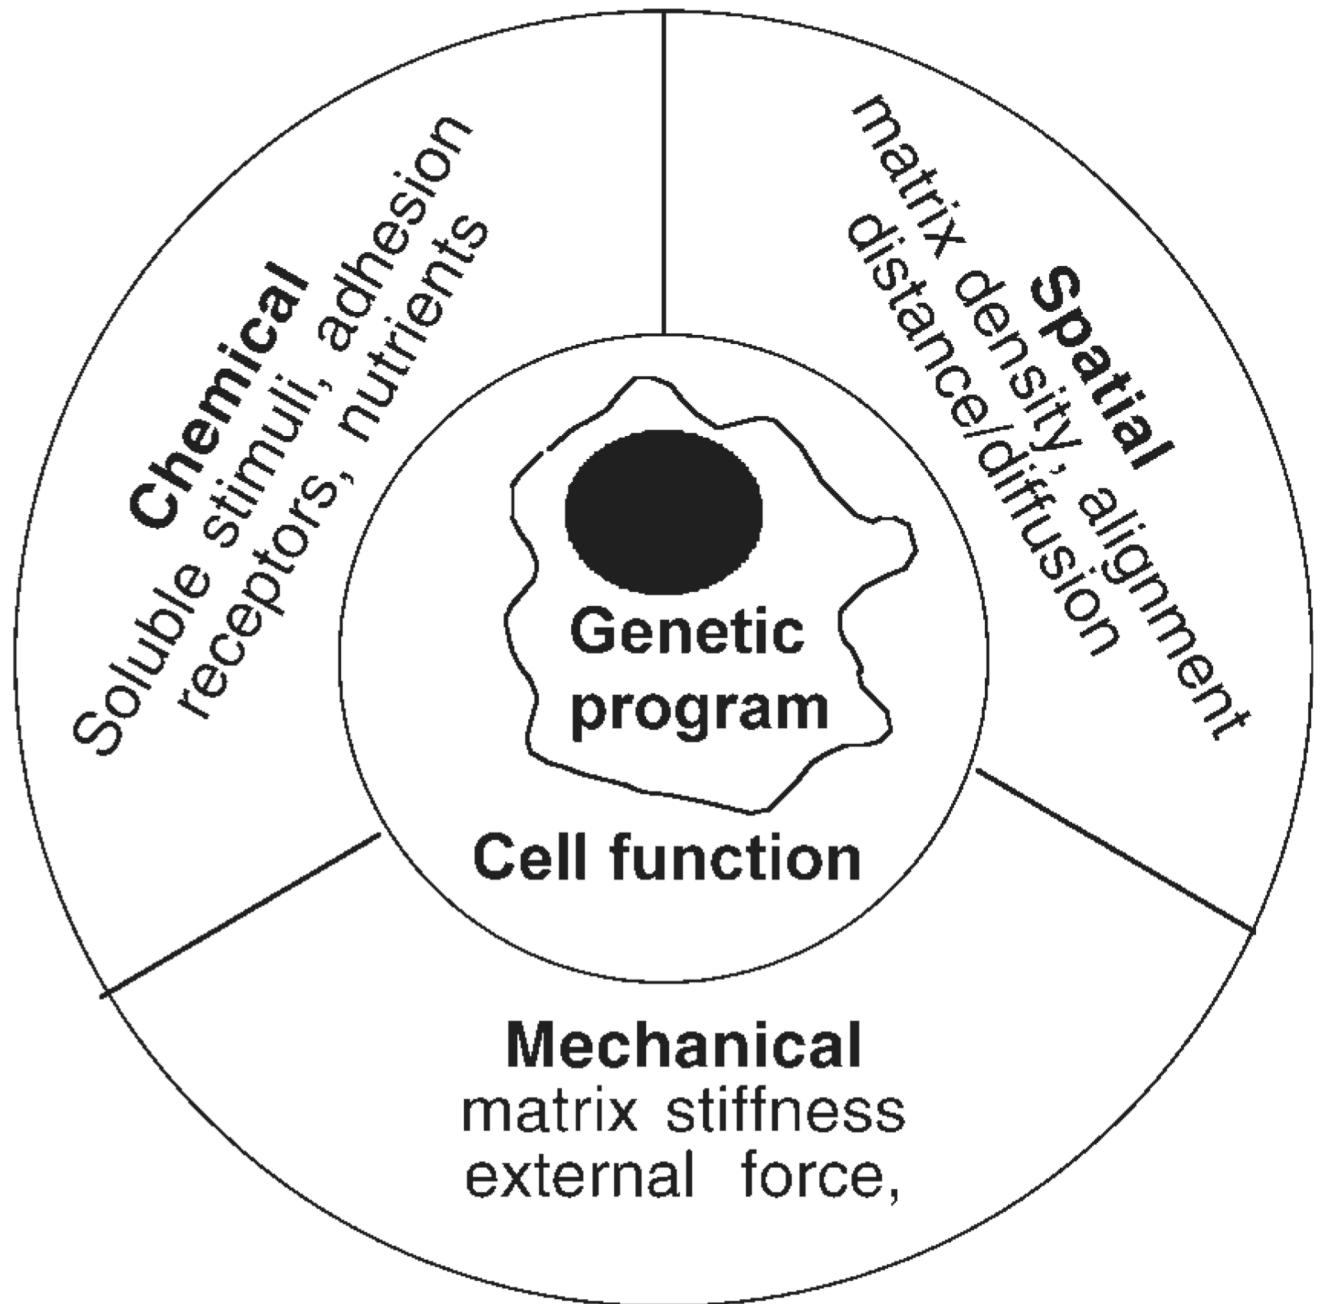 Chemical
Soluble stimuli, adhesion
receptors, nutrients
Spatial
matrix density, alignment
distance/diffusion
Genetic
program
Cell function
Mechanical
matrix stiffness
external force,